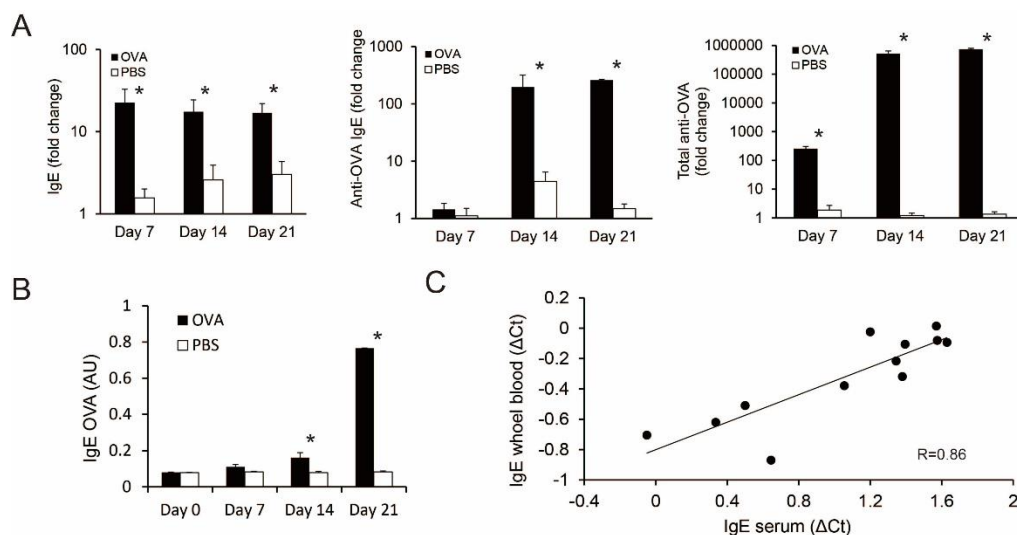 A
IgE (fold change)
100
10
1
OVA
PBS
*
*
*
Day 7 Day 14 Day 21
Anti-OVA IgE (fold change
1000
100
10
1
OVA
PBS
*
*
Day 7 Day 14 Day 21
Total anti-OVA
(fold change)
1000000
100000
10000
1000
100
10
1
OVA
PBS
*
*
*
Day 7 Day 14 Day 21
B
IgE OVA (AU)
1
0.8
0.6
0.4
0.2
0
OVA
PBS
*
*
Day 0 Day 7 Day 14 Day 21
C
IgE whoel blood (ΔCt)
0.2
0
-0.2
-0.4
-0.6
-0.8
-1
R=0.86
-0.4 0 0.4 0.8 1.2 1.6 2
IgE serum (ΔCt)